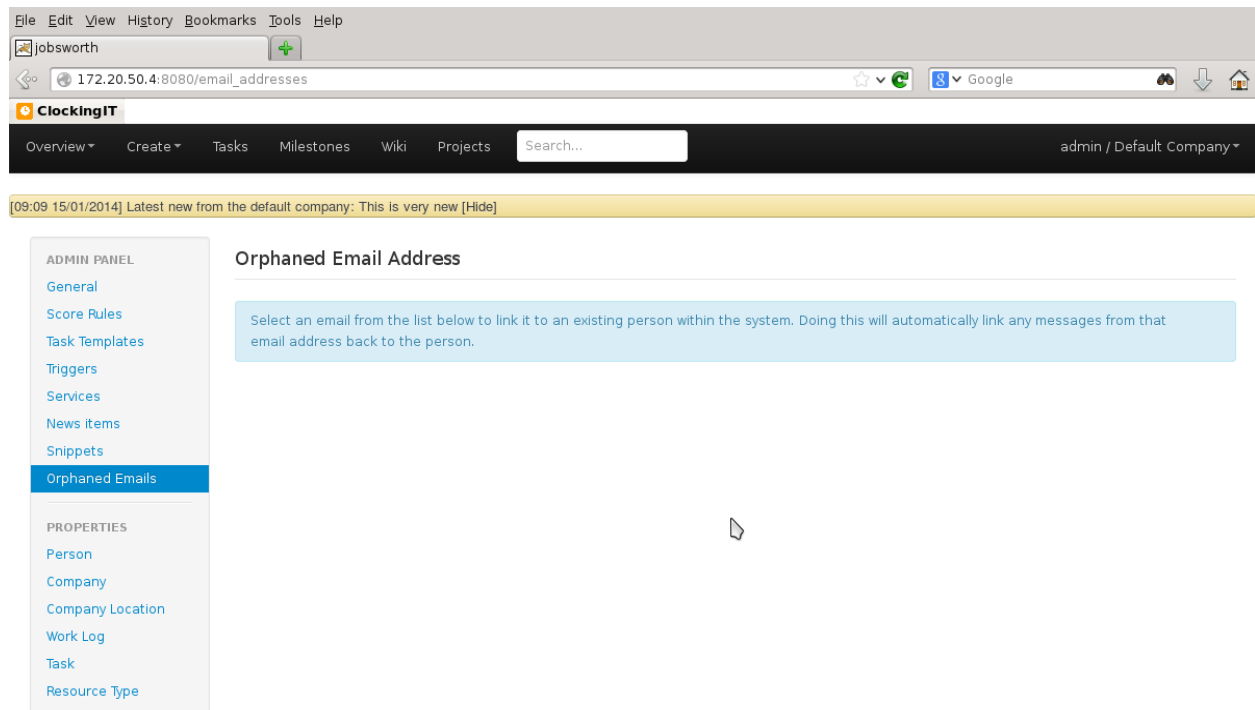 File Edit View History Bookmarks Tools Help
jobsworth
172.20.50.4:8080/email_addresses
8 Google
ClockingIT
Overview Create Tasks Milestones Wiki Projects Search... admin / Default Company
[09:09 15/01/2014] Latest new from the default company: This is very new [Hide]
ADMIN PANEL
General
Score Rules
Task Templates
Triggers
Services
News items
Snippets
Orphaned Emails
PROPERTIES
Person
Company
Company Location
Work Log
Task
Resource Type
Orphaned Email Address
Select an email from the list below to link it to an existing person within the system. Doing this will automatically link any messages from that
email address back to the person.